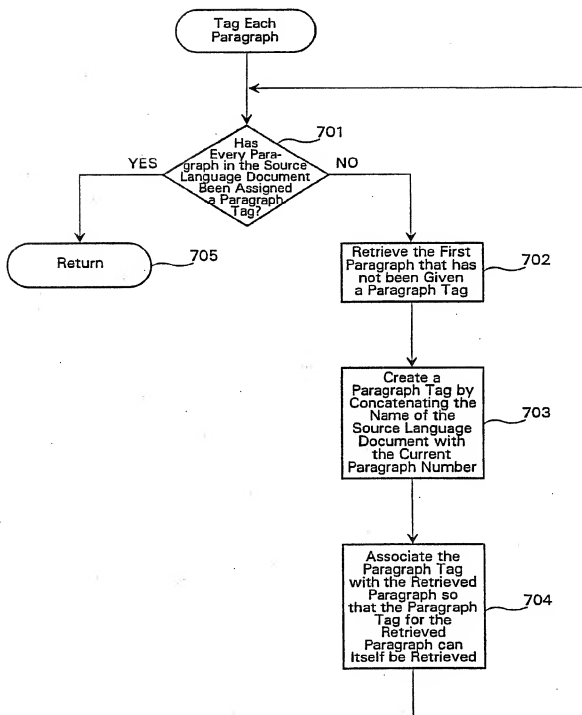 Tag Each
Paragraph
701
Has
Every Para-
graph in the Source
Language Document
Been Assigned
a Paragraph
Tag?
YES
NO
Return
705
Retrieve the First
Paragraph that has
not been Given
a Paragraph Tag
702
Create a
Paragraph Tag by
Concatenating the
Name of the
Source Language
Document with
the Current
Paragraph Number
703
Associate the
Paragraph Tag
with the Retrieved
Paragraph so
that the Paragraph
Tag for the
Retrieved
Paragraph can
Itself be Retrieved
704